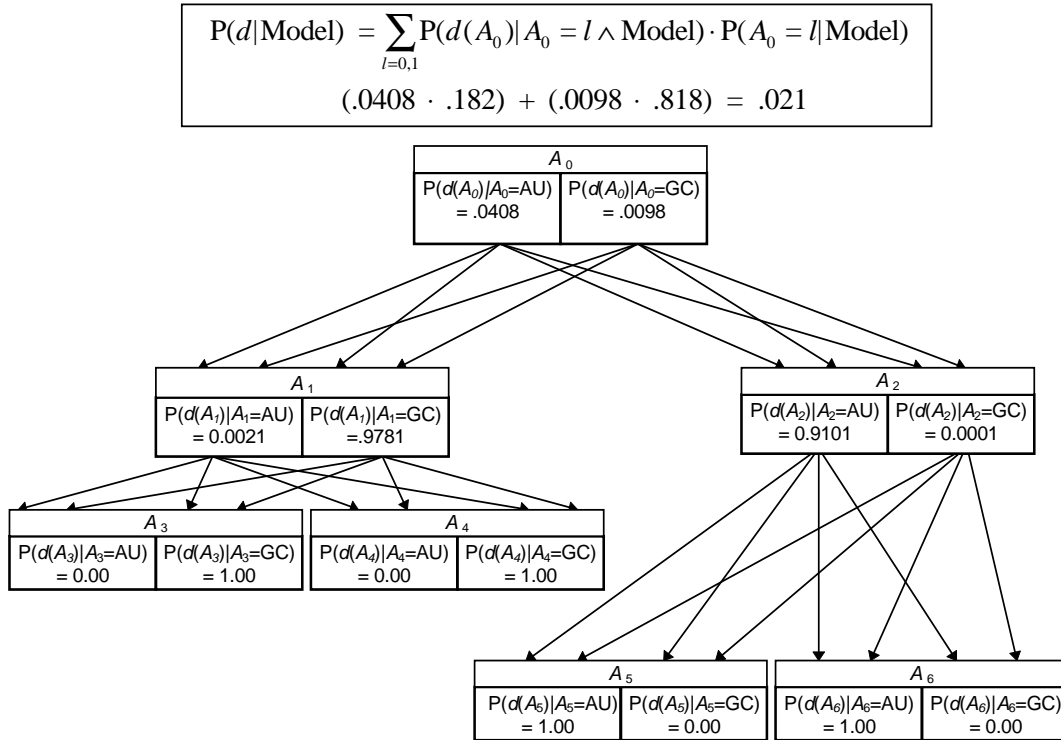 P(d|Model) = ∑ P(d(A₀)|A₀ = l ∧ Model) · P(A₀ = l|Model)
l=0,1
(.0408 · .182) + (.0098 · .818) = .021
A₀
P(d(A₀)|A₀=AU) P(d(A₀)|A₀=GC)
= .0408 = .0098
A₁ A₂
P(d(A₁)|A₁=AU) P(d(A₁)|A₁=GC) P(d(A₂)|A₂=AU) P(d(A₂)|A₂=GC)
= 0.0021 =.9781 = 0.9101 = 0.0001
A₃ A₄
P(d(A₃)|A₃=AU) P(d(A₃)|A₃=GC) P(d(A₄)|A₄=AU) P(d(A₄)|A₄=GC)
= 0.00 = 1.00 = 0.00 = 1.00
A₅ A₆
P(d(A₅)|A₅=AU) P(d(A₅)|A₅=GC) P(d(A₆)|A₆=AU) P(d(A₆)|A₆=GC)
= 1.00 = 0.00 = 1.00 = 0.00